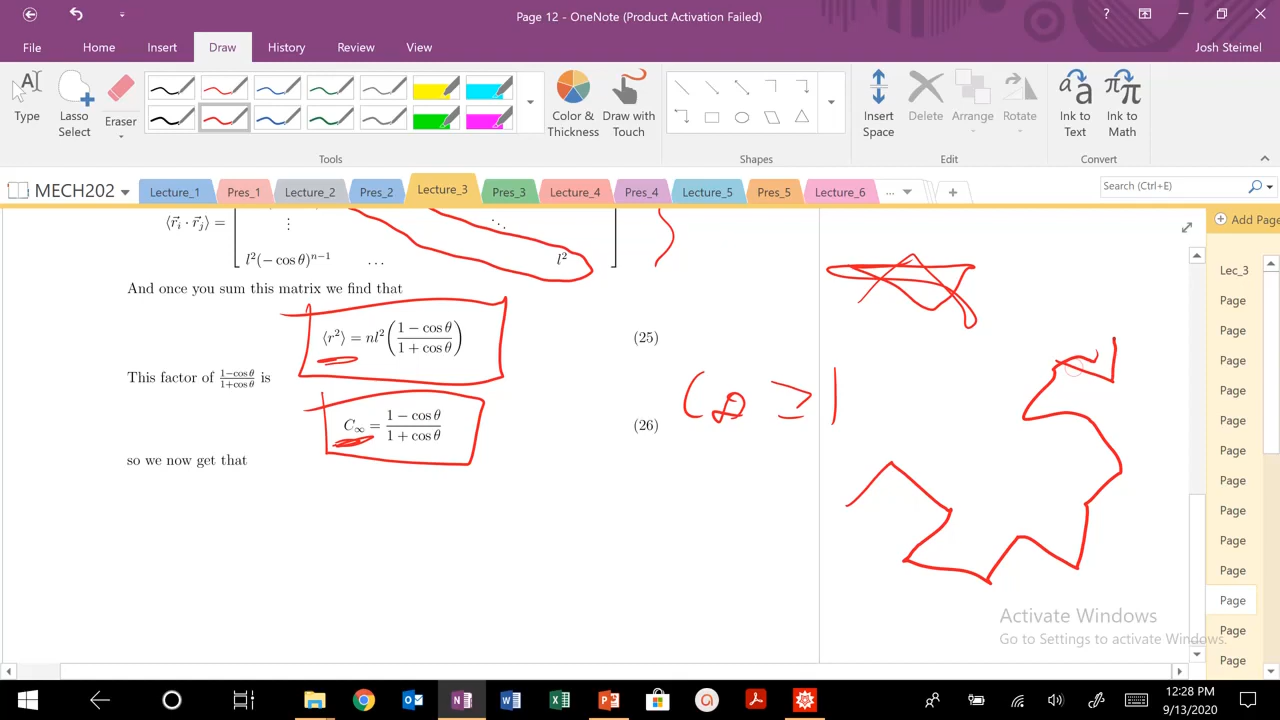 Page 12 - OneNote (Product Activation Failed)
? 
File Home Insert Draw History Review View Josh Steimel
Type Lasso Select Eraser Color & Thickness Draw with Touch Insert Space Delete Arrange Rotate Ink to Text Ink to Math
Tools Shapes Edit Convert
MECH202 Lecture_1 Pres_1 Lecture_2 Pres_2 Lecture_3 Pres_3 Lecture_4 Pres_4 Lecture_5 Pres_5 Lecture_6 ... Search (Ctrl+E)
Add Page
Lec_3
Page
Page
Page
Page
Page
Page
Page
Page
Page
Page
Page
Page
Page
⟨r⃗ᵢ · r⃗ⱼ⟩ = ⋮ ⋱
l²(− cos θ)ⁿ⁻¹ … l²
And once you sum this matrix we find that
⟨r²⟩ = nl²((1 − cos θ)/(1 + cos θ)) (25)
This factor of (1−cosθ)/(1+cosθ) is
C∞ ≥ 1
C∞ = (1 − cos θ)/(1 + cos θ) (26)
so we now get that
Activate Windows
Go to Settings to activate Windows.
12:28 PM
9/13/2020